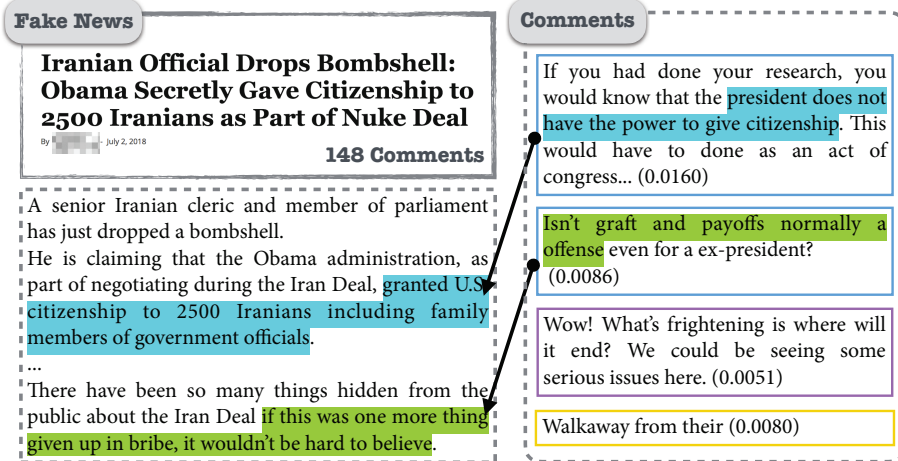 Fake News
Iranian Official Drops Bombshell:
Obama Secretly Gave Citizenship to
2500 Iranians as Part of Nuke Deal
By - July 2, 2018
148 Comments
A senior Iranian cleric and member of parliament
has just dropped a bombshell.
He is claiming that the Obama administration, as
part of negotiating during the Iran Deal, granted U.S.
citizenship to 2500 Iranians including family
members of government officials.
...
There have been so many things hidden from the
public about the Iran Deal if this was one more thing
given up in bribe, it wouldn't be hard to believe.
Comments
If you had done your research, you
would know that the president does not
have the power to give citizenship. This
would have to done as an act of
congress... (0.0160)
Isn't graft and payoffs normally a
offense even for a ex-president?
(0.0086)
Wow! What's frightening is where will
it end? We could be seeing some
serious issues here. (0.0051)
Walkaway from their (0.0080)